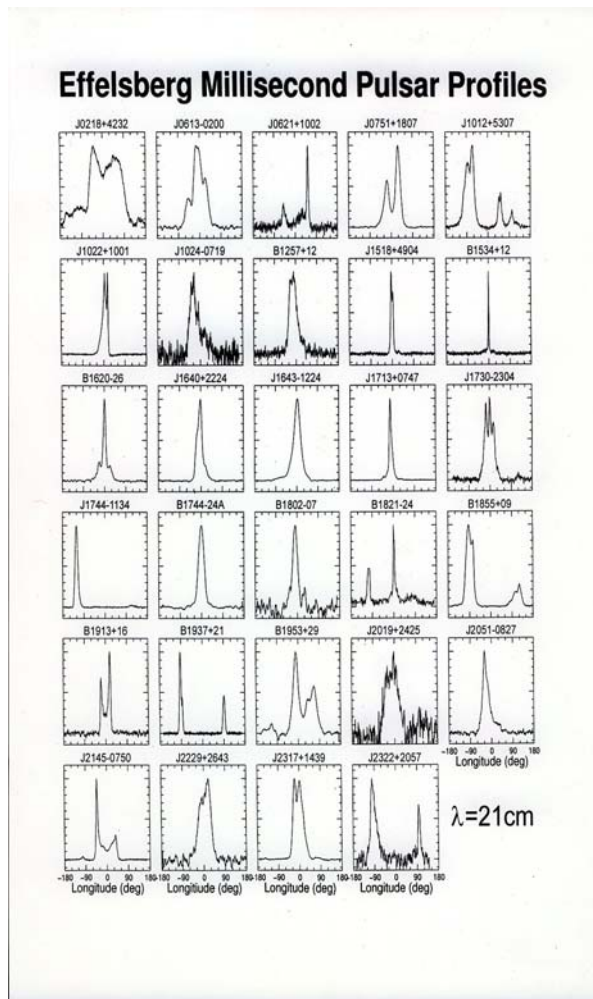 Effelsberg Millisecond Pulsar Profiles
J0218+4232 J0613-0200 J0621+1002 J0751+1807 J1012+5307
J1022+1001 J1024-0719 B1257+12 J1518+4904 B1534+12
B1620-26 J1640+2224 J1643-1224 J1713+0747 J1730-2304
J1744-1134 B1744-24A B1802-07 B1821-24 B1855+09
B1913+16 B1937+21 B1953+29 J2019+2425 J2051-0827
-180 -90 0 90 180
Longitude (deg)
J2145-0750 J2229+2643 J2317+1439 J2322+2057
λ=21cm
-180 -90 0 90 180 -180 -90 0 90 180 -180 -90 0 90 180 -180 -90 0 90 180
Longitude (deg) Longitiude (deg) Longitude (deg) Longitude (deg)